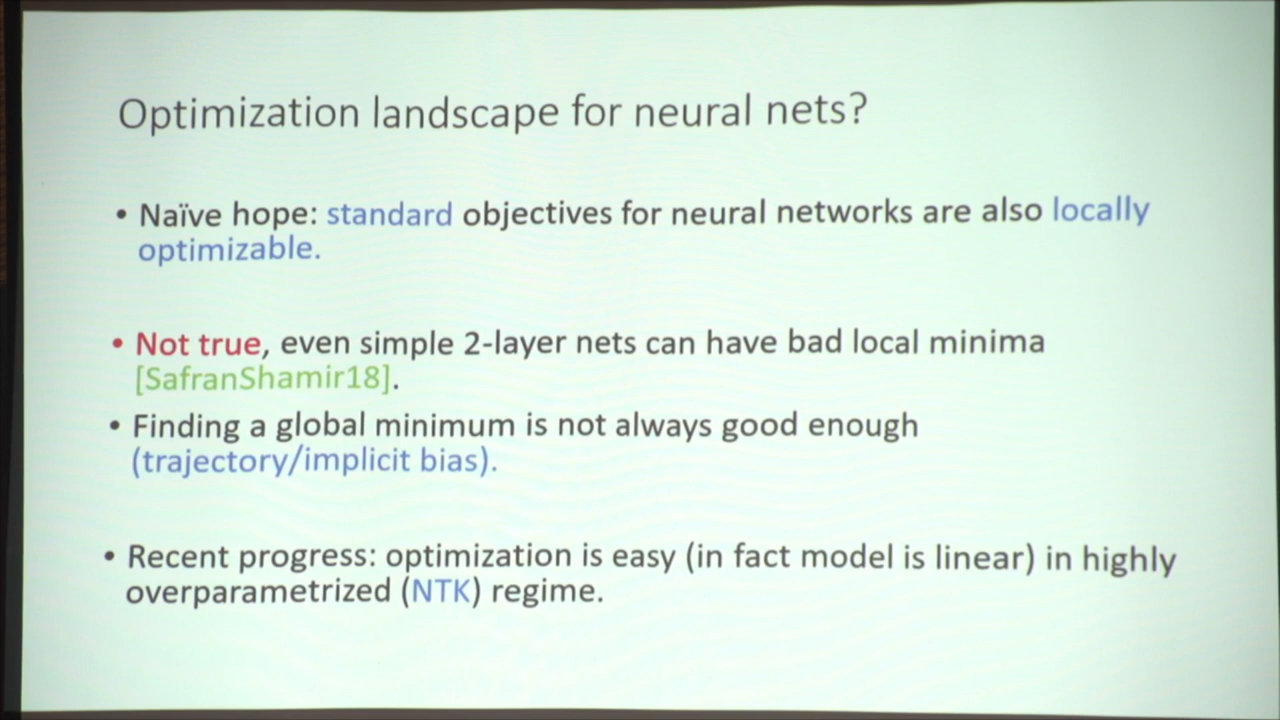 Optimization landscape for neural nets?
• Naïve hope: standard objectives for neural networks are also locally
optimizable.
• Not true, even simple 2-layer nets can have bad local minima
[SafranShamir18].
• Finding a global minimum is not always good enough
(trajectory/implicit bias).
• Recent progress: optimization is easy (in fact model is linear) in highly
overparametrized (NTK) regime.